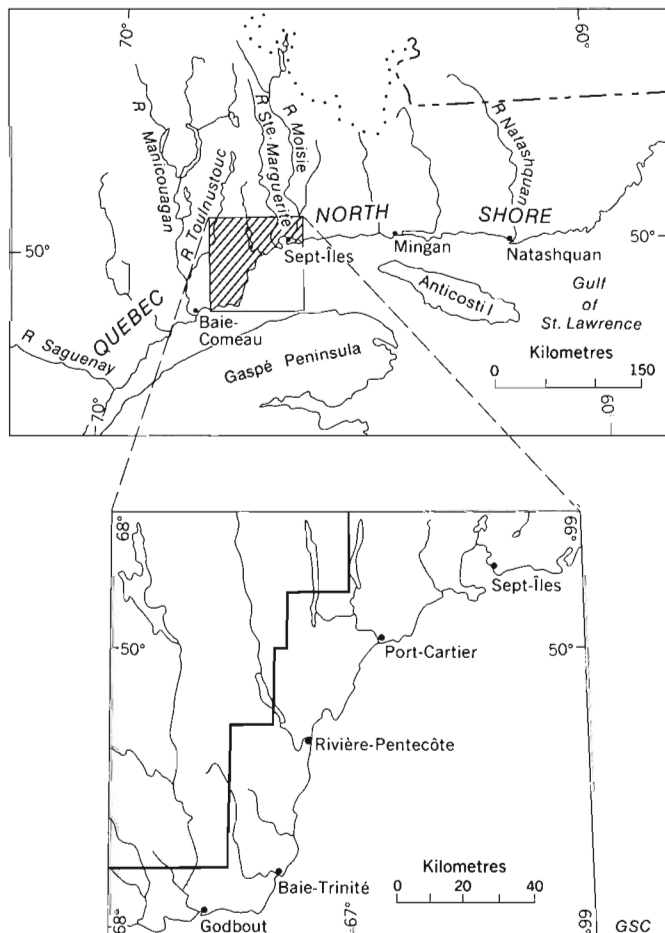 70°
60°
R Manicouagan
R Toulnustouc
R Ste-Marguerite
R Moisie
R Natashquan
NORTH SHORE
50°
50°
Sept-Îles
Mingan
Natashquan
Anticosti I
Gulf
of
St. Lawrence
QUEBEC
Baie-
Comeau
R Saguenay
Gaspé Peninsula
Kilometres
0 150
70°
60°
68°
66°
Sept-Îles
50°
Port-Cartier
50°
Rivière-Pentecôte
Kilometres
0 20 40
Baie-Trinité
68°
Godbout
67°
66°
GSC